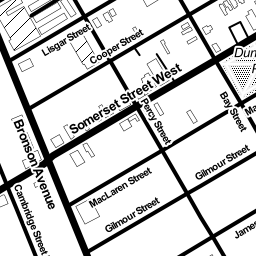 Lisgar Street
Cooper Street
Somerset Street West
Percy Street
Bay Street
Bronson Avenue
Cambridge Street
MacLaren Street
Gilmour Street
Gilmour Street